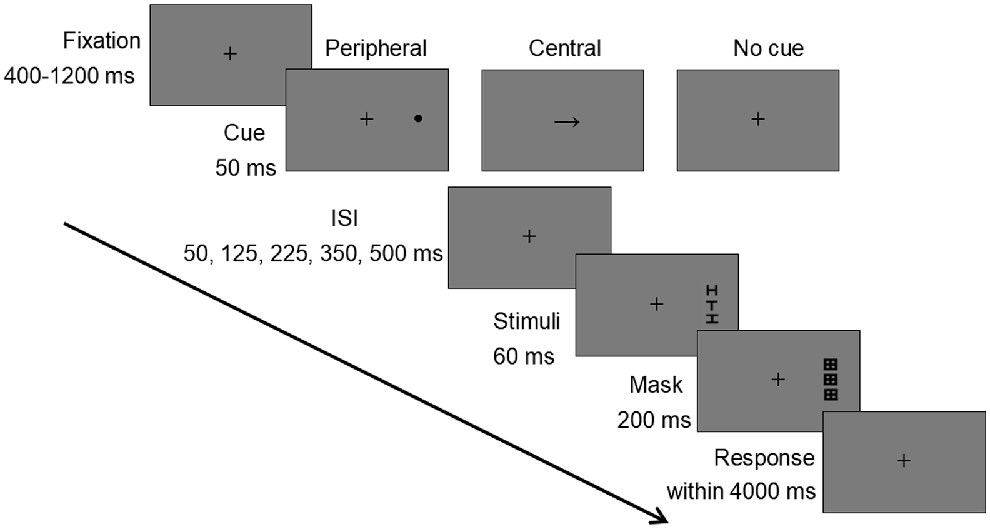 Fixation
400-1200 ms
Peripheral
Central
No cue
Cue
50 ms
ISI
50, 125, 225, 350, 500 ms
Stimuli
60 ms
Mask
200 ms
Response
within 4000 ms